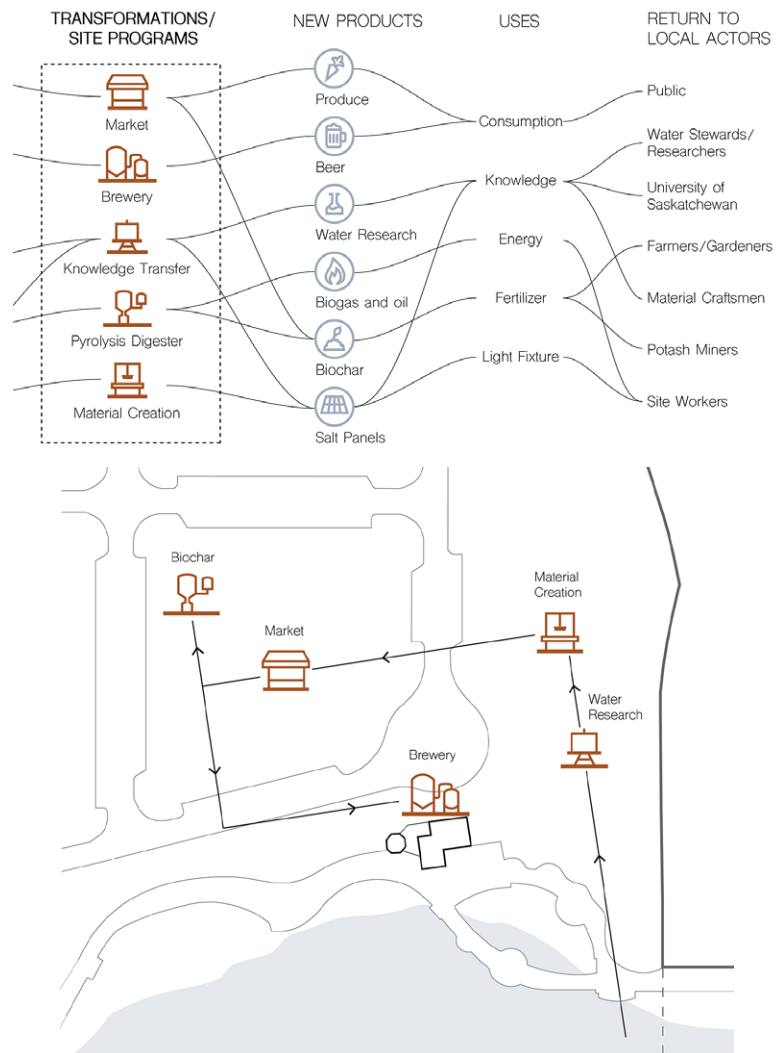 TRANSFORMATIONS/
SITE PROGRAMS
NEW PRODUCTS
USES
RETURN TO
LOCAL ACTORS
Market
Brewery
Knowledge Transfer
Pyrolysis Digester
Material Creation
Produce
Beer
Water Research
Biogas and oil
Biochar
Salt Panels
Consumption
Knowledge
Energy
Fertilizer
Light Fixture
Public
Water Stewards/
Researchers
University of
Saskatchewan
Farmers/Gardeners
Material Craftsmen
Potash Miners
Site Workers
Biochar
Market
Material
Creation
Water
Research
Brewery